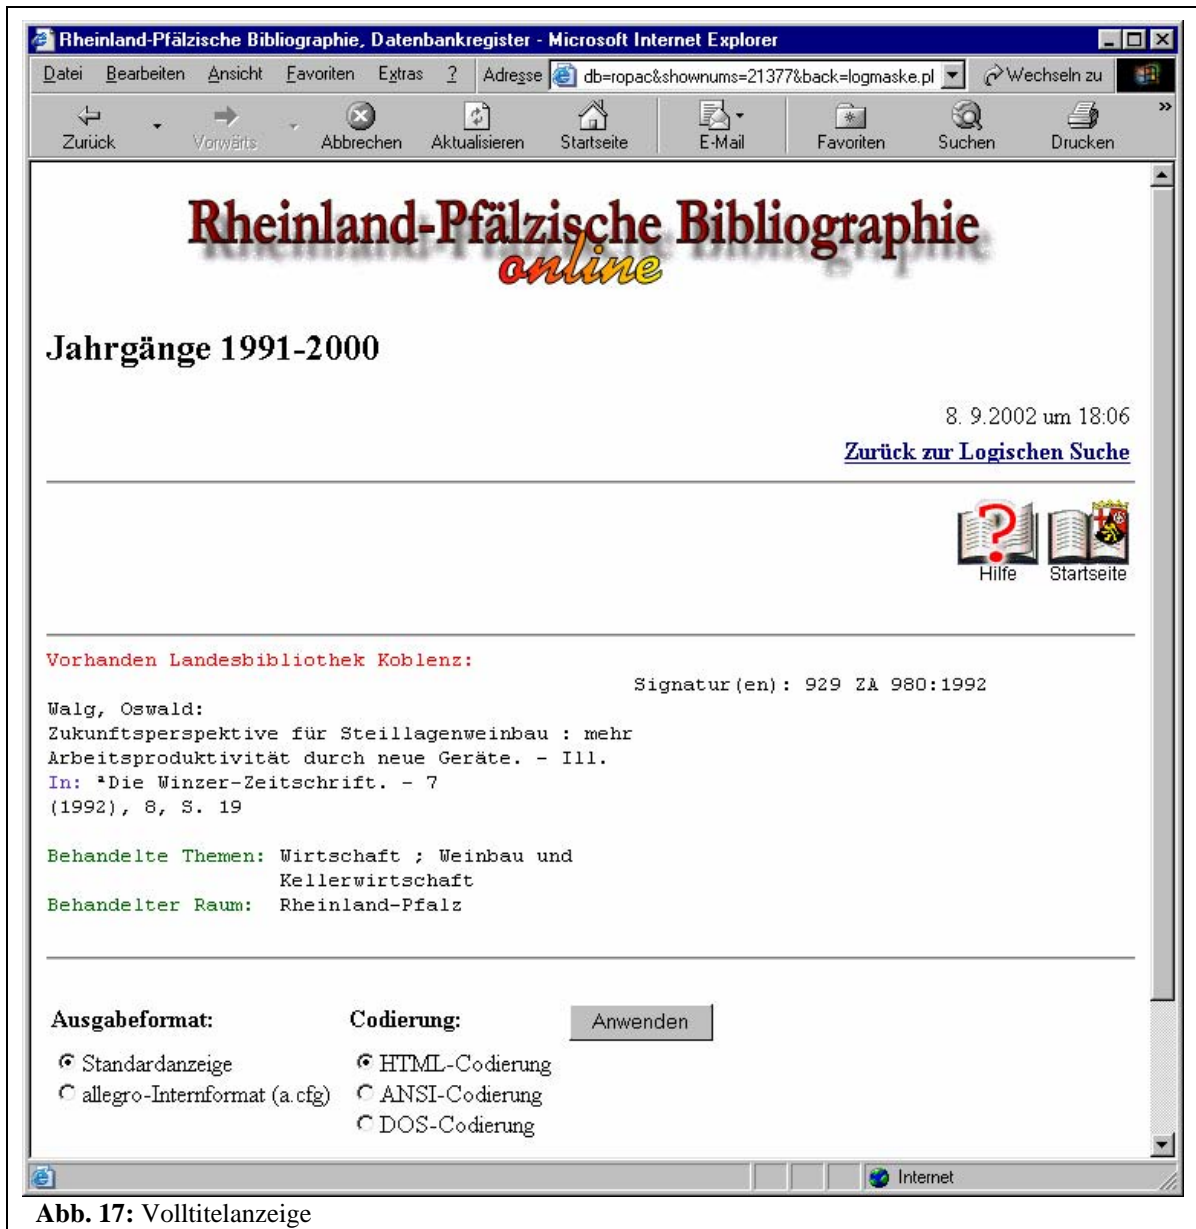 Rheinland-Pfälzische Bibliographie, Datenbankregister - Microsoft Internet Explorer
Datei Bearbeiten Ansicht Favoriten Extras ? Adresse db=ropac&shownums=21377&back=logmaske.pl Wechseln zu
Zurück Vorwärts Abbrechen Aktualisieren Startseite E-Mail Favoriten Suchen Drucken »
Rheinland-Pfälzische Bibliographie
online
Jahrgänge 1991-2000
8. 9.2002 um 18:06
Zurück zur Logischen Suche
?
Hilfe Startseite
Vorhanden Landesbibliothek Koblenz:
Signatur(en): 929 ZA 980:1992
Walg, Oswald:
Zukunftsperspektive für Steillagenweinbau : mehr
Arbeitsproduktivität durch neue Geräte. - Ill.
In: ªDie Winzer-Zeitschrift. - 7
(1992), 8, S. 19
Behandelte Themen: Wirtschaft ; Weinbau und
Kellerwirtschaft
Behandelter Raum: Rheinland-Pfalz
Ausgabeformat: Codierung: Anwenden
Standardanzeige HTML-Codierung
allegro-Internformat (a.cfg) ANSI-Codierung
DOS-Codierung
Internet
Abb. 17: Volltitelanzeige